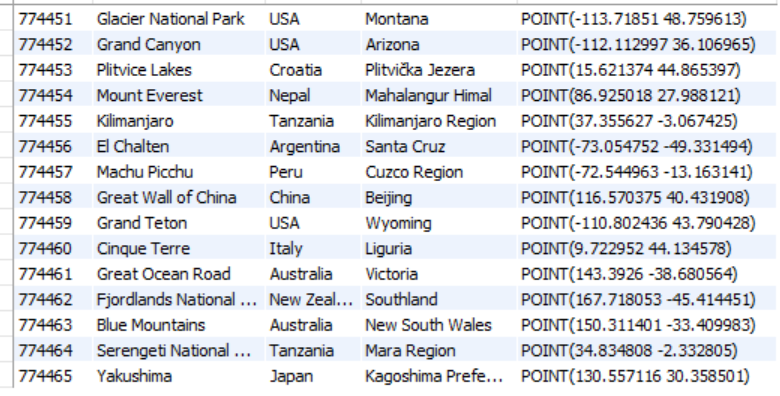 774451 Glacier National Park USA Montana POINT(-113.71851 48.759613)
774452 Grand Canyon USA Arizona POINT(-112.112997 36.106965)
774453 Plitvice Lakes Croatia Plitvička Jezera POINT(15.621374 44.865397)
774454 Mount Everest Nepal Mahalangur Himal POINT(86.925018 27.988121)
774455 Kilimanjaro Tanzania Kilimanjaro Region POINT(37.355627 -3.067425)
774456 El Chalten Argentina Santa Cruz POINT(-73.054752 -49.331494)
774457 Machu Picchu Peru Cuzco Region POINT(-72.544963 -13.163141)
774458 Great Wall of China China Beijing POINT(116.570375 40.431908)
774459 Grand Teton USA Wyoming POINT(-110.802436 43.790428)
774460 Cinque Terre Italy Liguria POINT(9.722952 44.134578)
774461 Great Ocean Road Australia Victoria POINT(143.3926 -38.680564)
774462 Fjordlands National ... New Zeal... Southland POINT(167.718053 -45.414451)
774463 Blue Mountains Australia New South Wales POINT(150.311401 -33.409983)
774464 Serengeti National ... Tanzania Mara Region POINT(34.834808 -2.332805)
774465 Yakushima Japan Kagoshima Prefe... POINT(130.557116 30.358501)